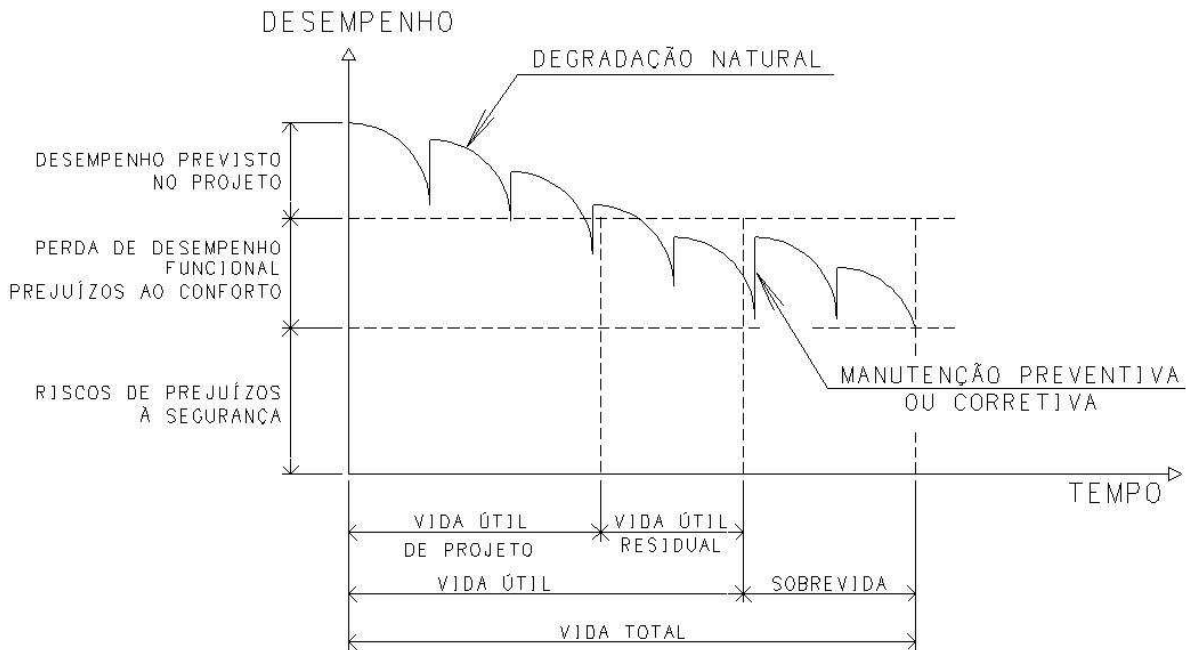 DESEMPENHO
DEGRADAÇÃO NATURAL
DESEMPENHO PREVISTO
NO PROJETO
PERDA DE DESEMPENHO
FUNCIONAL
PREJUÍZOS AO CONFORTO
RISCOS DE PREJUÍZOS
À SEGURANÇA
MANUTENÇÃO PREVENTIVA
OU CORRETIVA
TEMPO
VIDA ÚTIL
DE PROJETO
VIDA ÚTIL
RESIDUAL
VIDA ÚTIL
SOBREVIDA
VIDA TOTAL